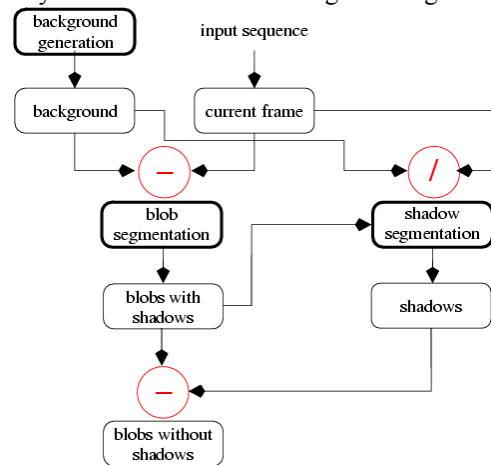 background
generation
input sequence
background
current frame
−
/
blob
segmentation
shadow
segmentation
blobs with
shadows
shadows
−
blobs without
shadows